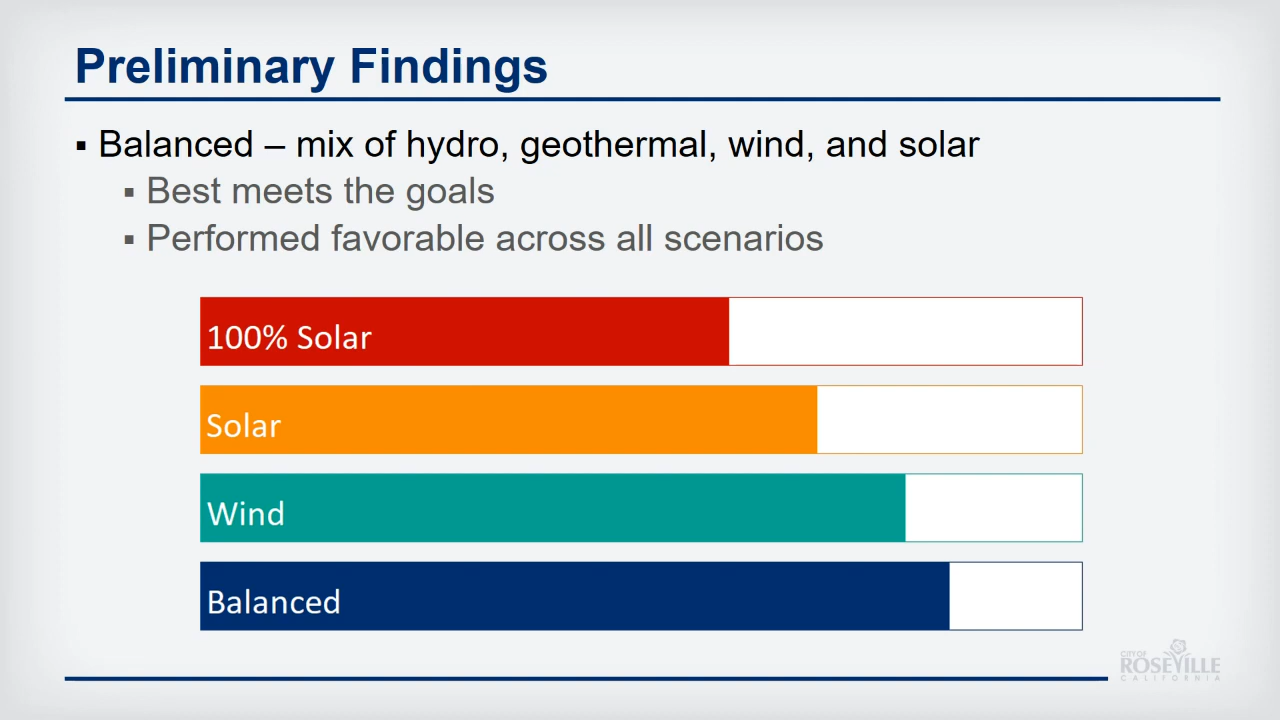 Preliminary Findings
▪ Balanced – mix of hydro, geothermal, wind, and solar
▪ Best meets the goals
▪ Performed favorable across all scenarios
100% Solar
Solar
Wind
Balanced
CITY OF
ROSEVILLE
CALIFORNIA